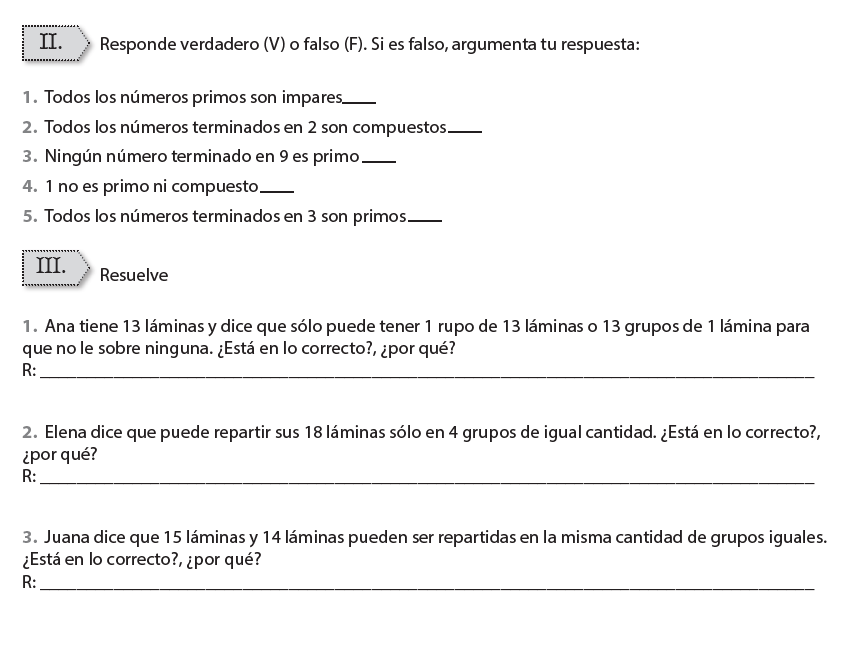 II. Responde verdadero (V) o falso (F). Si es falso, argumenta tu respuesta:
1. Todos los números primos son impares____
2. Todos los números terminados en 2 son compuestos____
3. Ningún número terminado en 9 es primo____
4. 1 no es primo ni compuesto____
5. Todos los números terminados en 3 son primos____
III. Resuelve
1. Ana tiene 13 láminas y dice que sólo puede tener 1 rupo de 13 láminas o 13 grupos de 1 lámina para
que no le sobre ninguna. ¿Está en lo correcto?, ¿por qué?
R: ____
2. Elena dice que puede repartir sus 18 láminas sólo en 4 grupos de igual cantidad. ¿Está en lo correcto?,
¿por qué?
R: ____
3. Juana dice que 15 láminas y 14 láminas pueden ser repartidas en la misma cantidad de grupos iguales.
¿Está en lo correcto?, ¿por qué?
R: ____